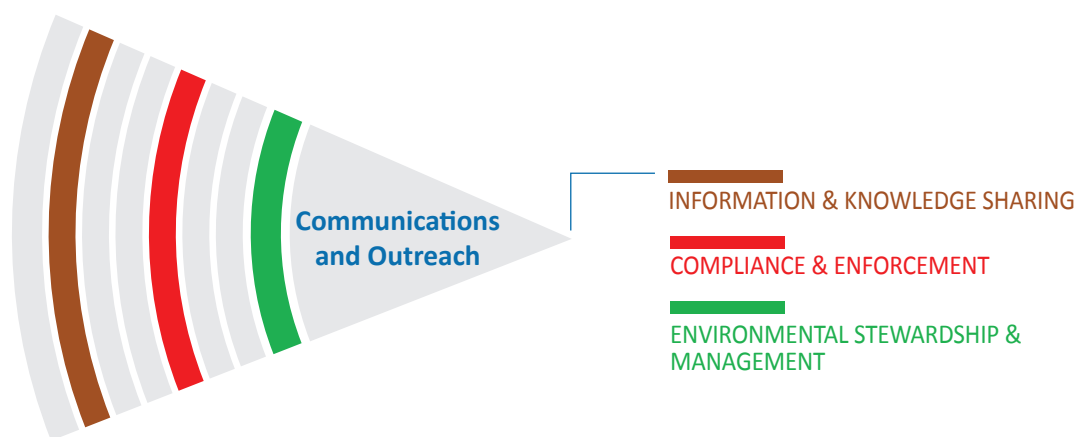 Communications
and Outreach
INFORMATION & KNOWLEDGE SHARING
COMPLIANCE & ENFORCEMENT
ENVIRONMENTAL STEWARDSHIP &
MANAGEMENT